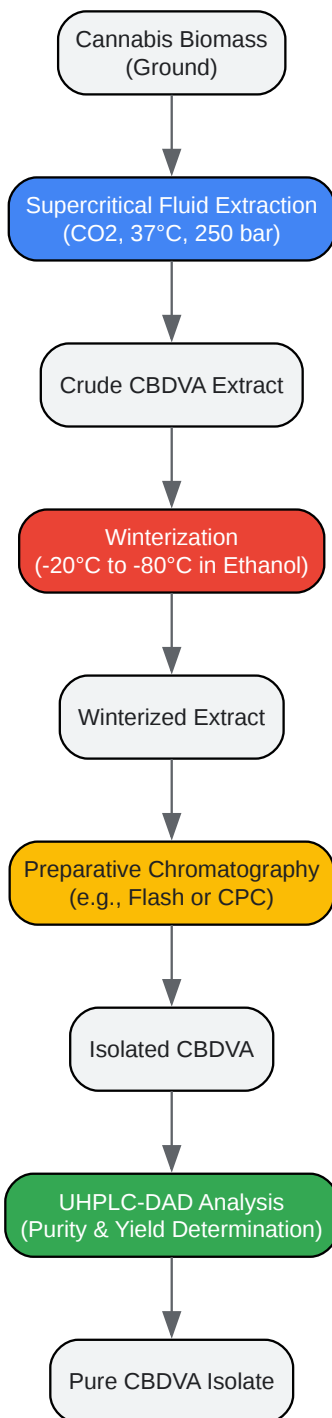 Cannabis Biomass
(Ground)
Supercritical Fluid Extraction
(CO2, 37°C, 250 bar)
Crude CBDVA Extract
Winterization
(-20°C to -80°C in Ethanol)
Winterized Extract
Preparative Chromatography
(e.g., Flash or CPC)
Isolated CBDVA
UHPLC-DAD Analysis
(Purity & Yield Determination)
Pure CBDVA Isolate